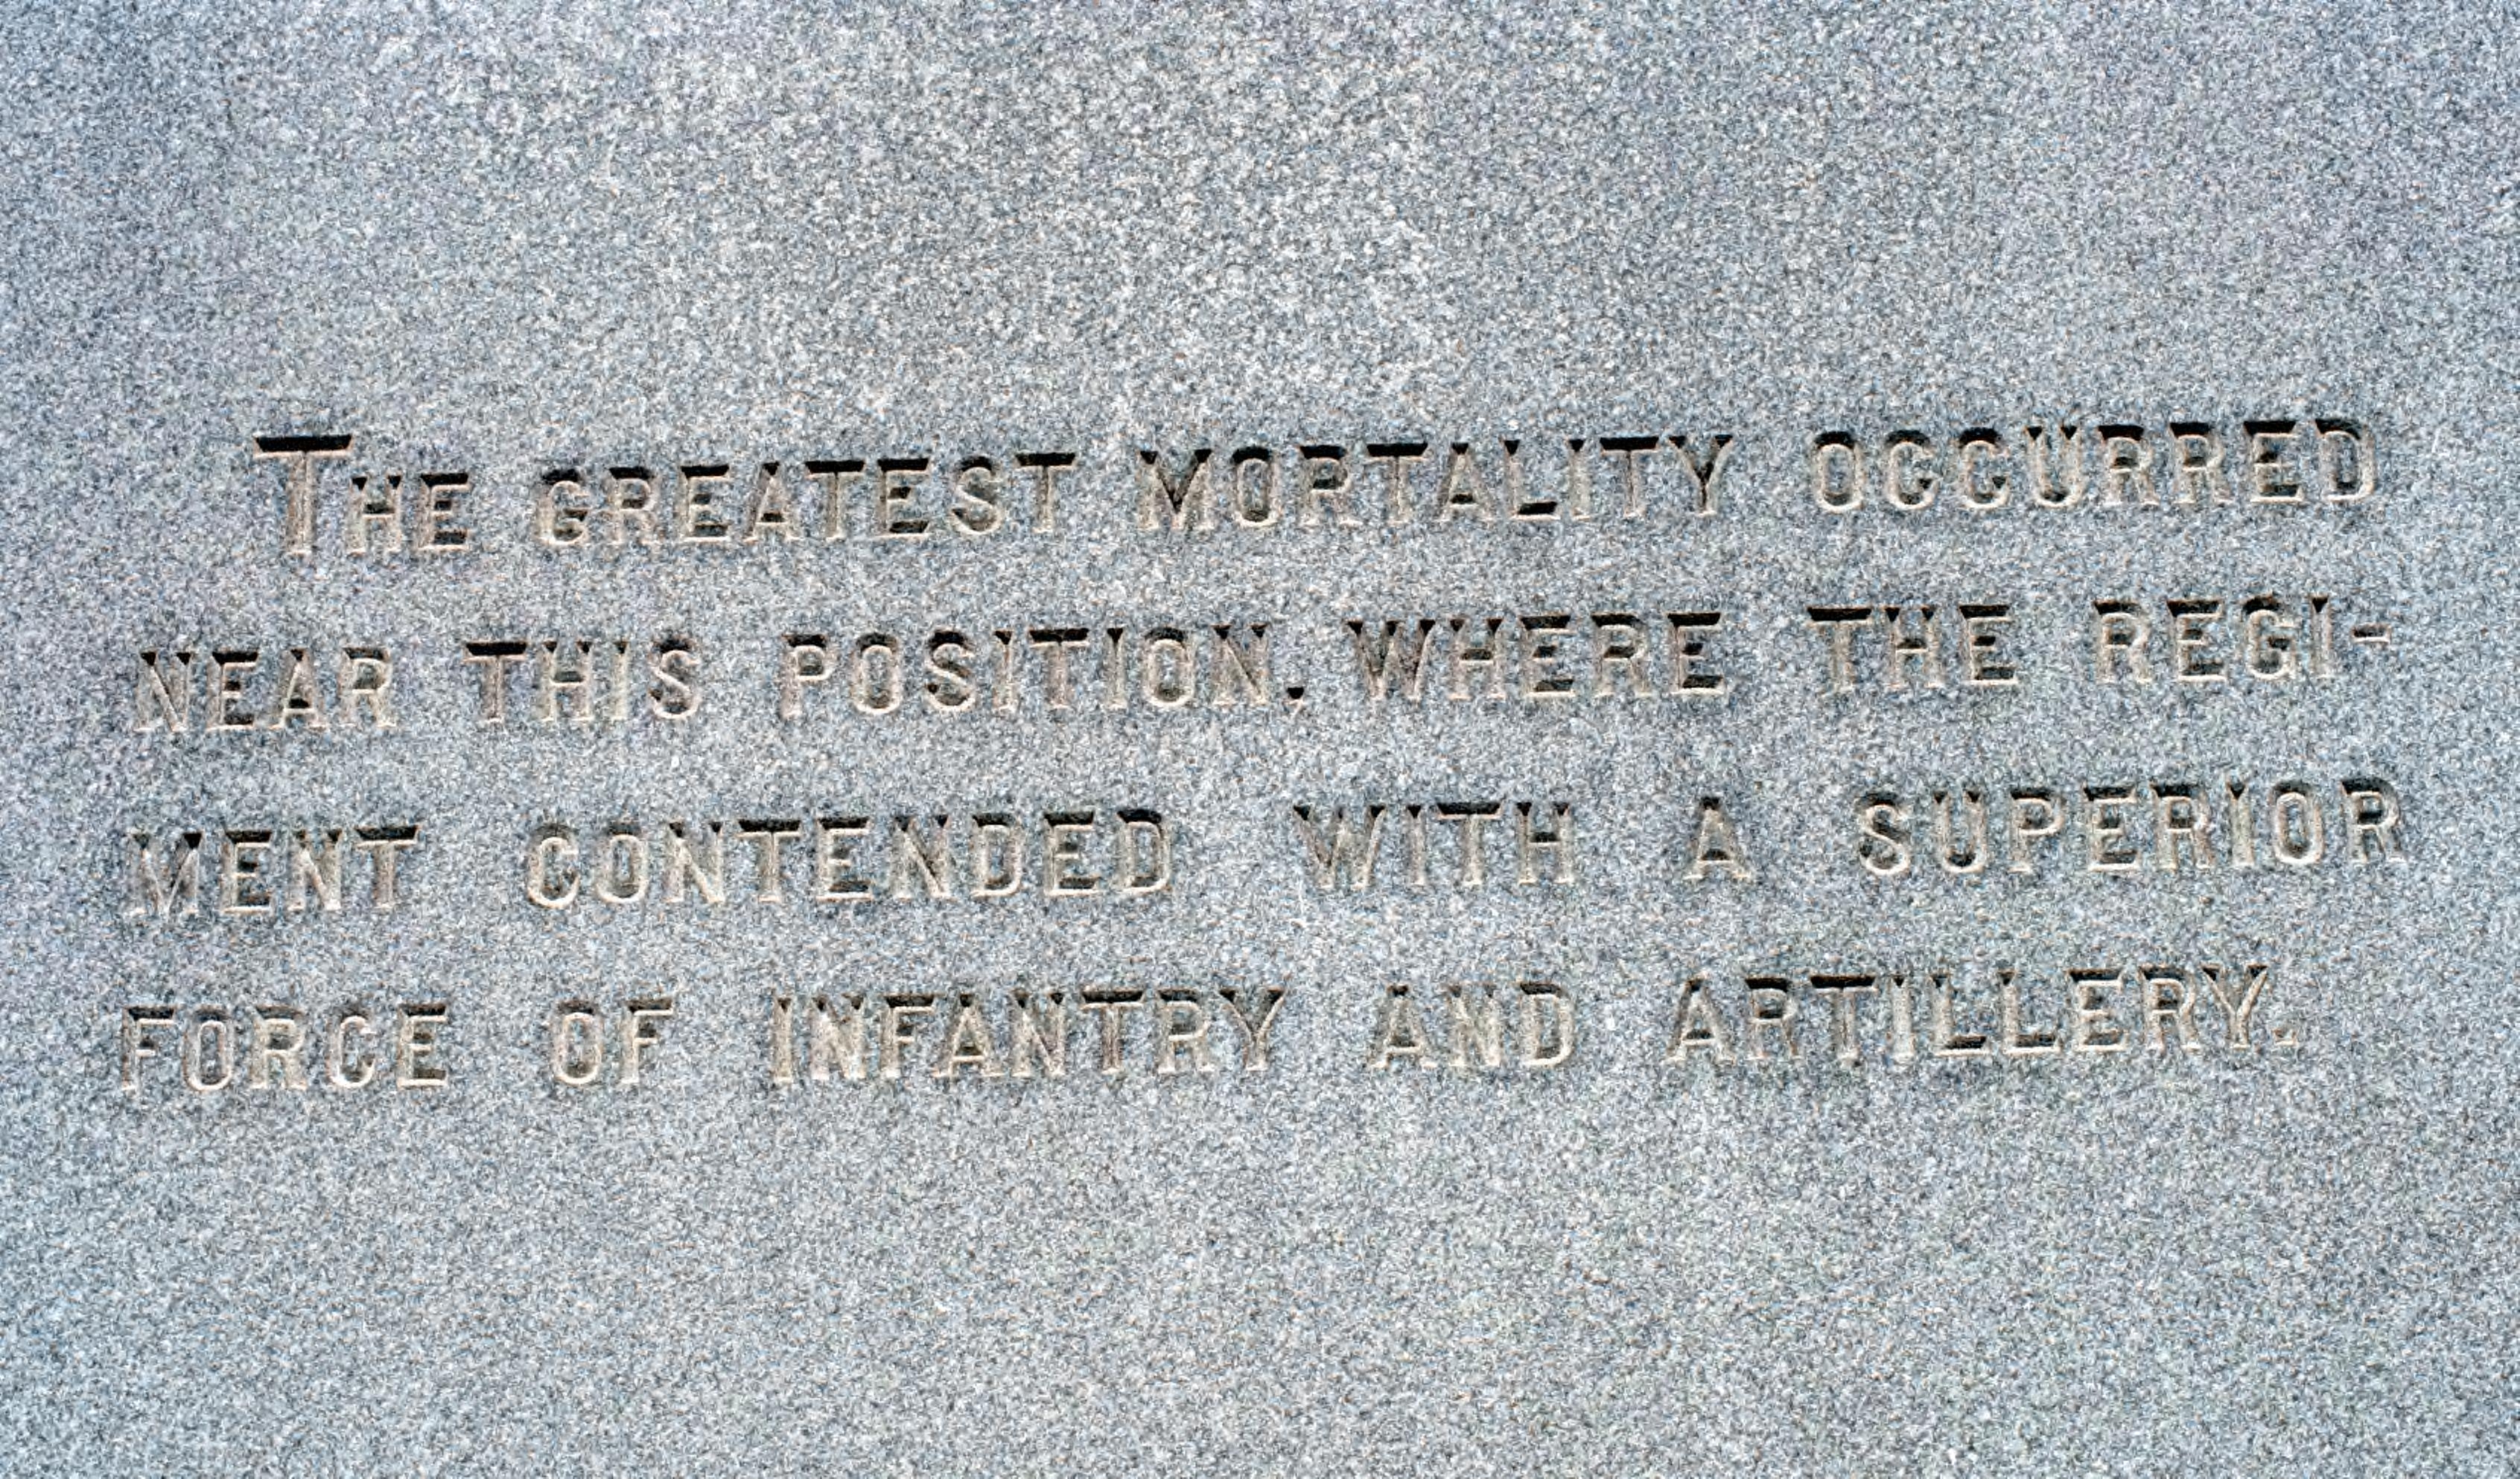 THE GREATEST MORTALITY OCCURRED
NEAR THIS POSITION, WHERE THE REGI-
MENT CONTENDED WITH A SUPERIOR
FORCE OF INFANTRY AND ARTILLERY.